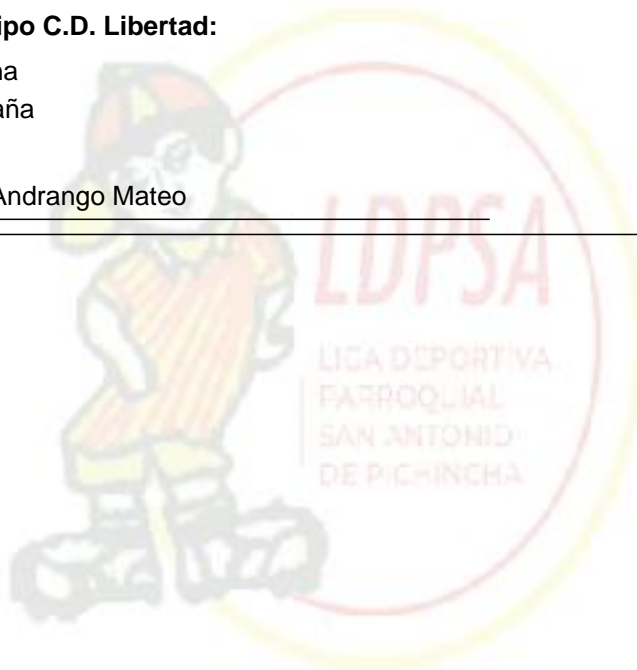 ipo C.D. Libertad:
na
aña
Andrango Mateo
LDPSA
LIGA DEPORTIVA
PARROQUIAL
SAN ANTONIO
DE PICHINCHA